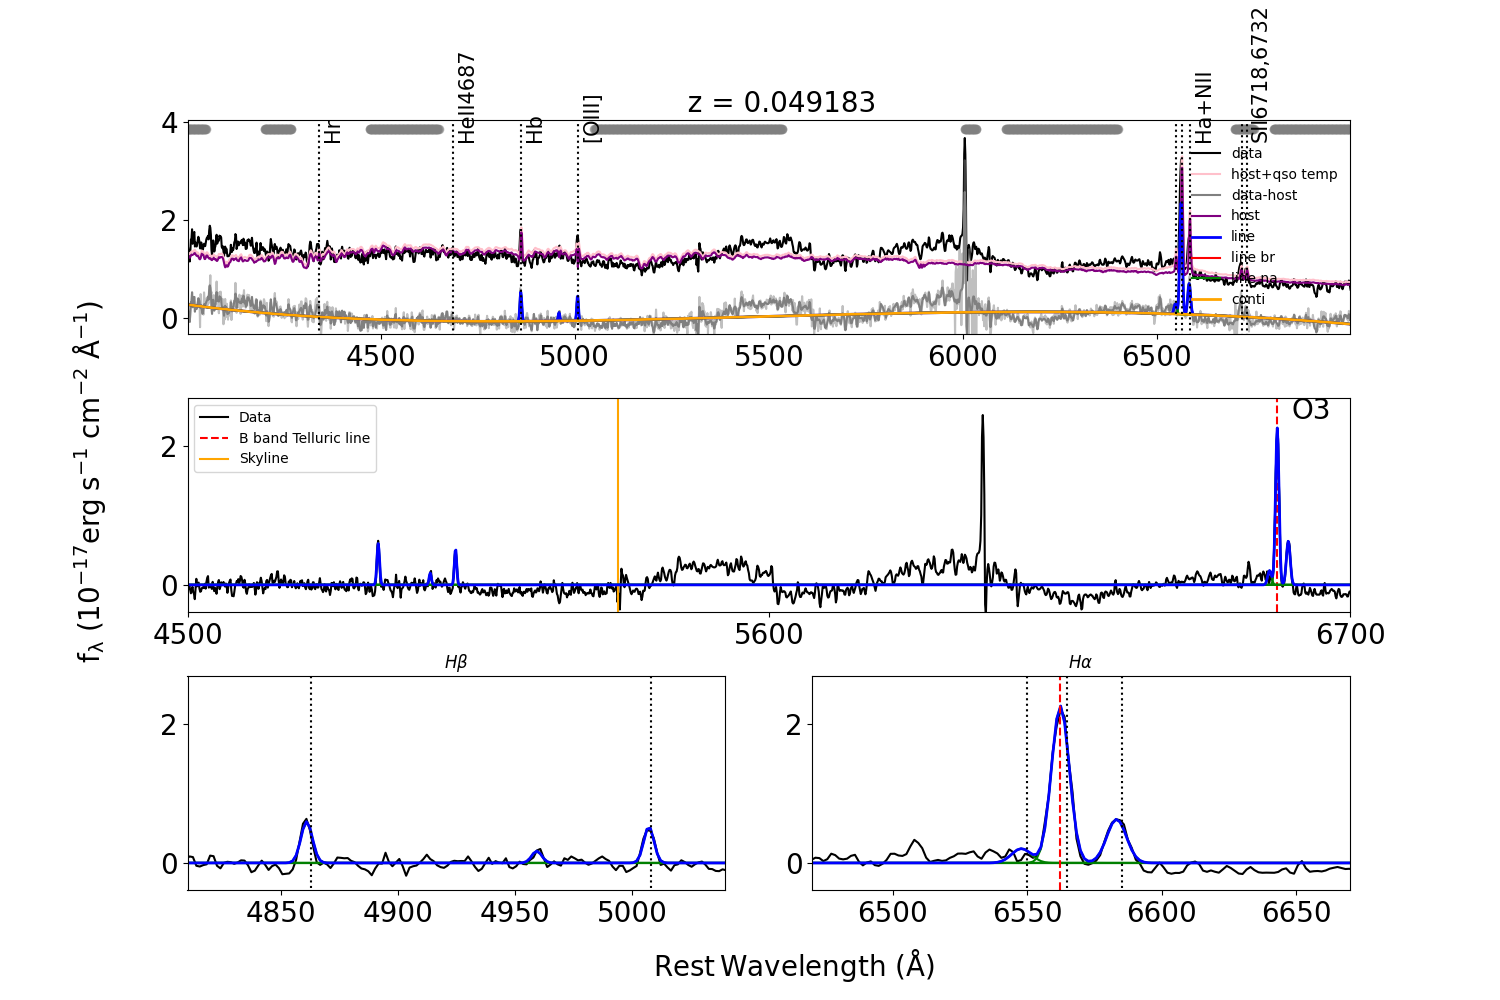 z = 0.049183
Hr
HeII4687
Hb
[OIII]
Ha+NII
SII6718,6732
4
2
0
data
host+qso temp
data-host
host
line
line br
line na
conti
4500 5000 5500 6000 6500
fλ (10⁻¹⁷erg s⁻¹ cm⁻² Å⁻¹)
2
0
Data
B band Telluric line
Skyline
O3
4500 5600 6700
Hβ
2
0
4850 4900 4950 5000
Hα
2
0
6500 6550 6600 6650
Rest Wavelength (Å)